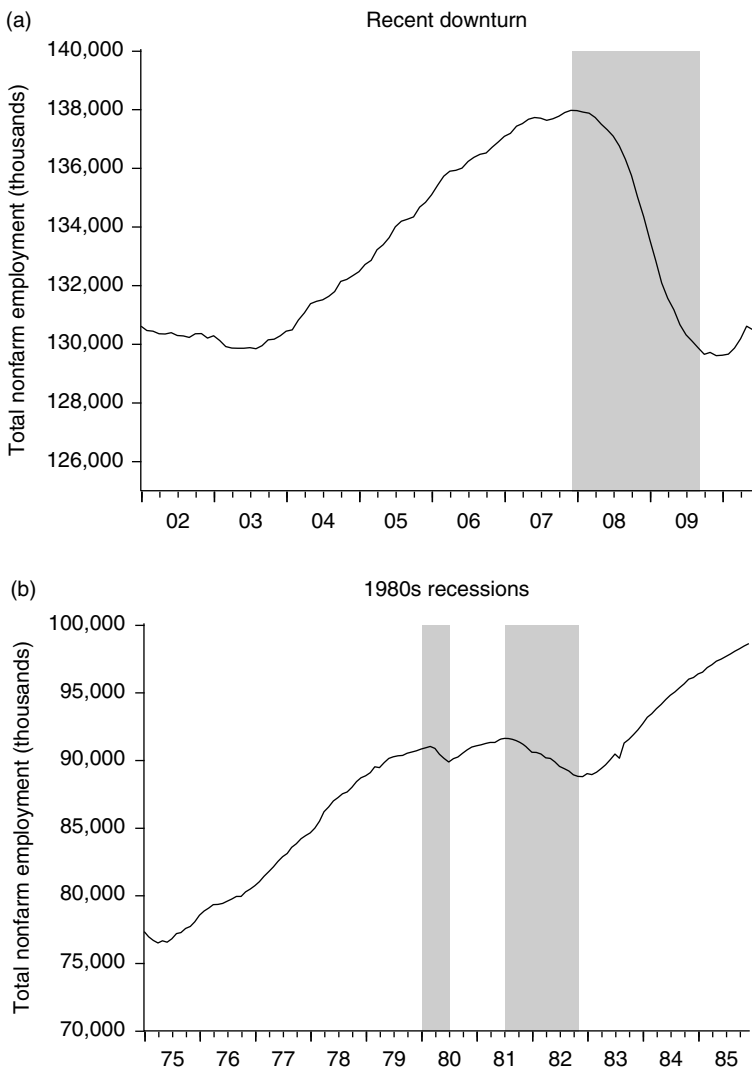 (a)
Recent downturn
Total nonfarm employment (thousands)
140,000
138,000
136,000
134,000
132,000
130,000
128,000
126,000
02 03 04 05 06 07 08 09
(b)
1980s recessions
Total nonfarm employment (thousands)
100,000
95,000
90,000
85,000
80,000
75,000
70,000
75 76 77 78 79 80 81 82 83 84 85